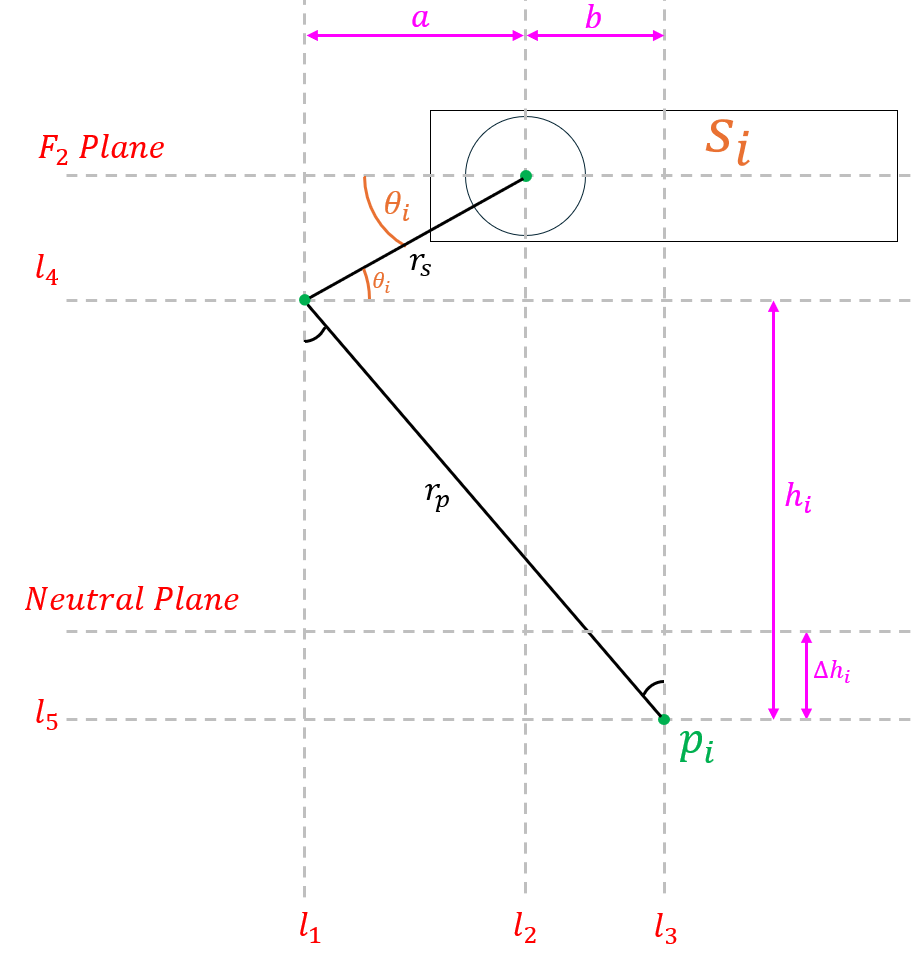 a
b
F₂ Plane
Sᵢ
θᵢ
l₄
rₛ
θᵢ
hᵢ
rₚ
Neutral Plane
Δhᵢ
l₅
pᵢ
l₁
l₂
l₃